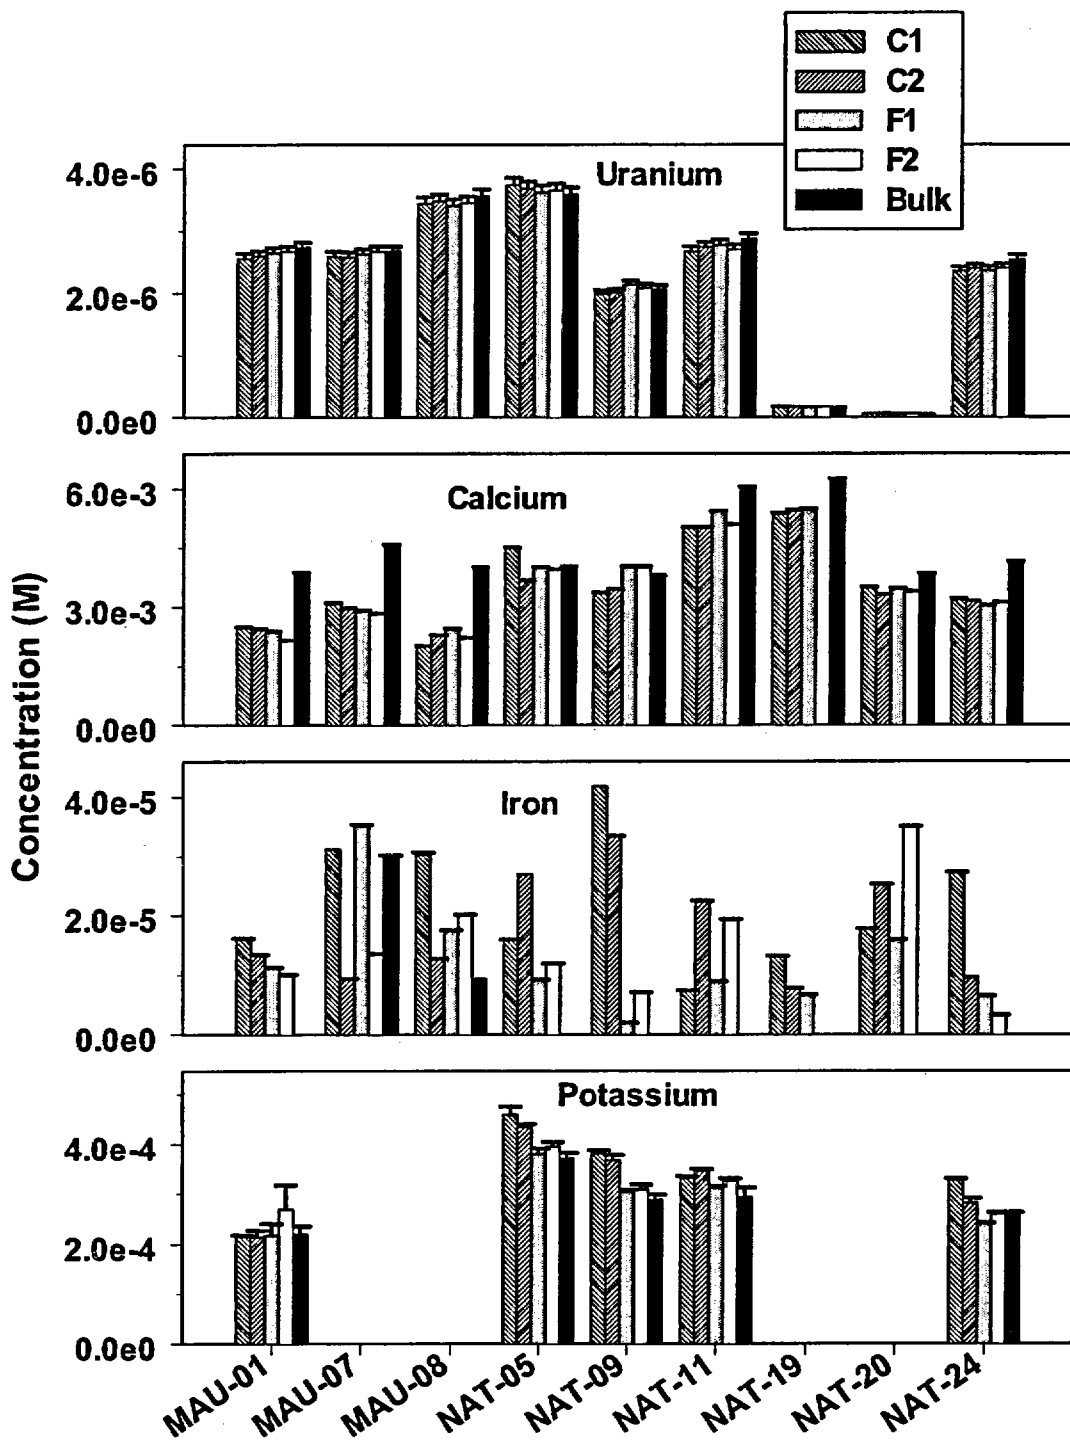 C1
C2
F1
F2
Bulk
Uranium
4.0e-6
2.0e-6
0.0e0
Calcium
6.0e-3
3.0e-3
0.0e0
Iron
4.0e-5
2.0e-5
0.0e0
Potassium
4.0e-4
2.0e-4
0.0e0
Concentration (M)
MAU-01
MAU-07
MAU-08
NAT-05
NAT-09
NAT-11
NAT-19
NAT-20
NAT-24